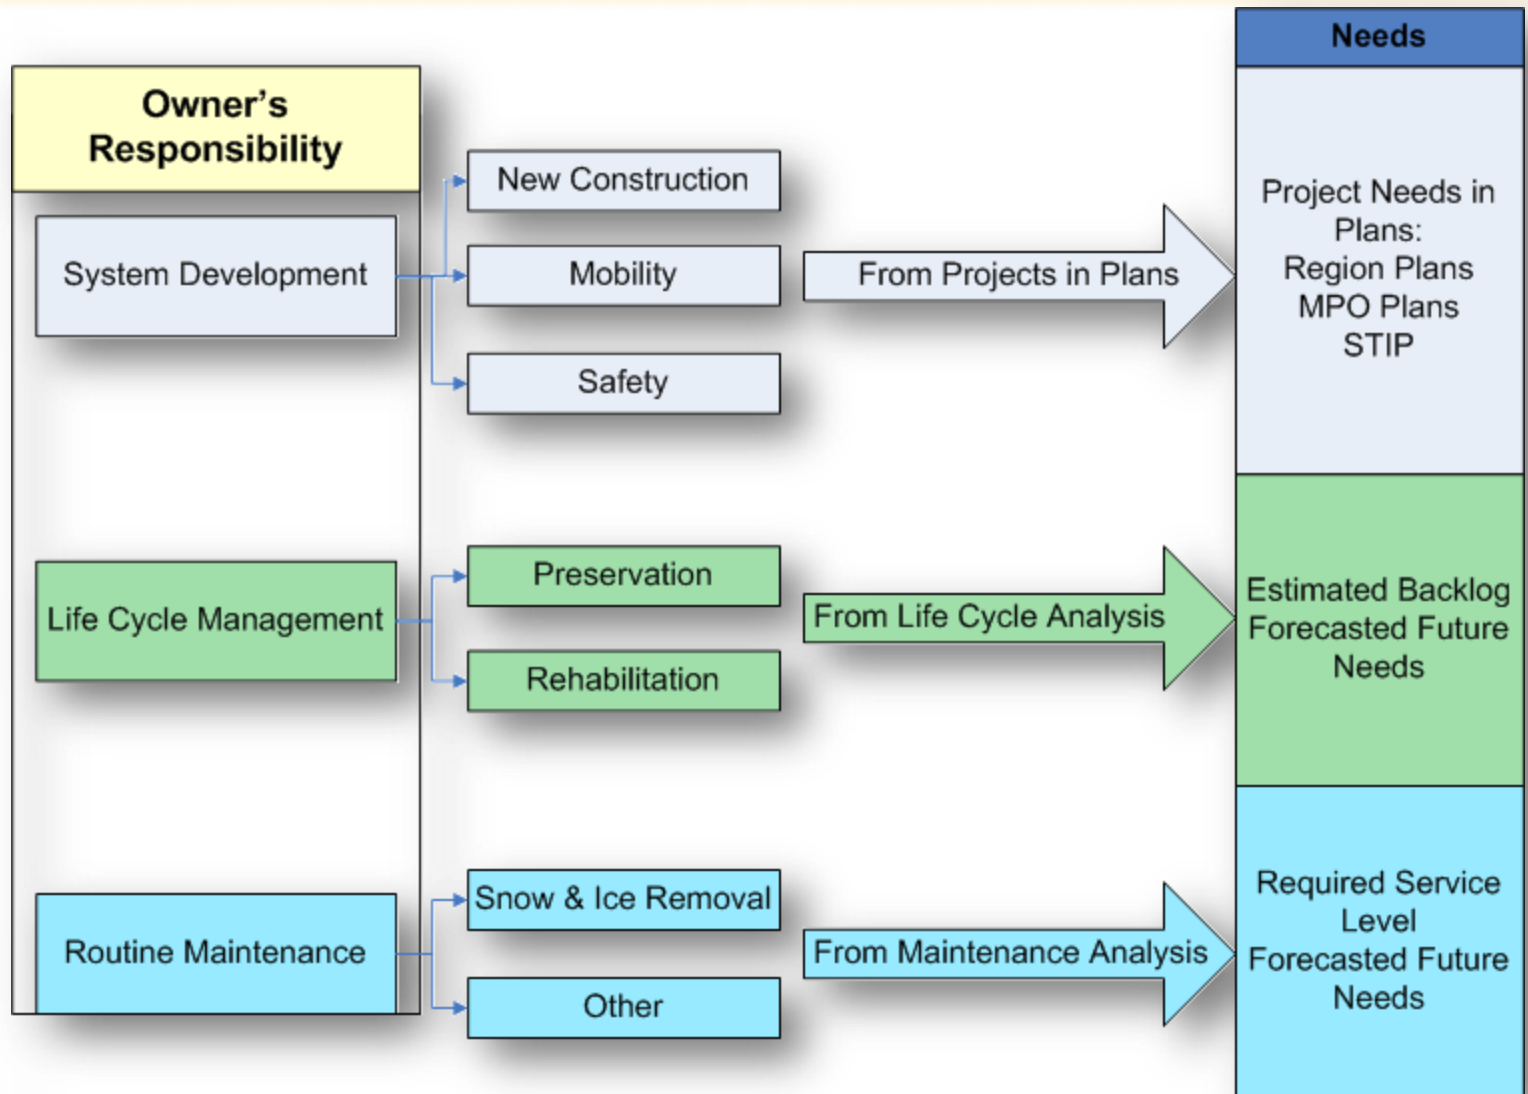 Needs
Owner's
Responsibility
System Development
New Construction
Mobility
Safety
From Projects in Plans
Project Needs in
Plans:
Region Plans
MPO Plans
STIP
Life Cycle Management
Preservation
Rehabilitation
From Life Cycle Analysis
Estimated Backlog
Forecasted Future
Needs
Routine Maintenance
Snow & Ice Removal
Other
From Maintenance Analysis
Required Service
Level
Forecasted Future
Needs